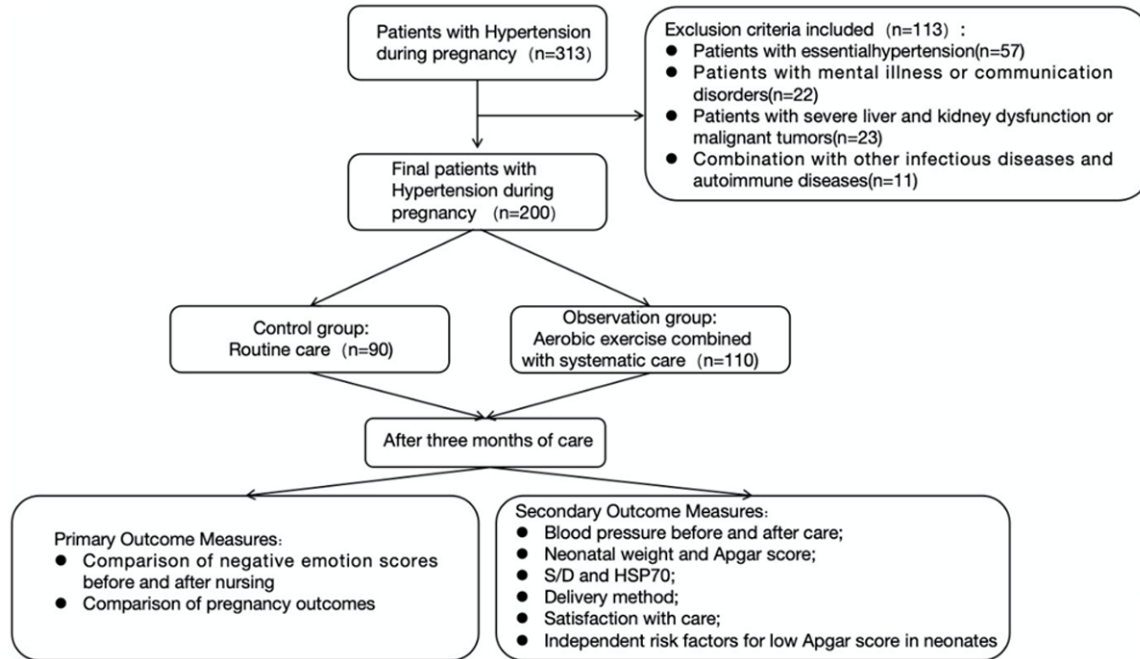 Patients with Hypertension
during pregnancy (n=313)
Exclusion criteria included (n=113) :
● Patients with essentialhypertension(n=57)
● Patients with mental illness or communication
disorders(n=22)
● Patients with severe liver and kidney dysfunction or
malignant tumors(n=23)
● Combination with other infectious diseases and
autoimmune diseases(n=11)
Final patients with
Hypertension during
pregnancy (n=200)
Control group:
Routine care (n=90)
Observation group:
Aerobic exercise combined
with systematic care (n=110)
After three months of care
Primary Outcome Measures:
● Comparison of negative emotion scores
before and after nursing
● Comparison of pregnancy outcomes
Secondary Outcome Measures:
● Blood pressure before and after care;
● Neonatal weight and Apgar score;
● S/D and HSP70;
● Delivery method;
● Satisfaction with care;
● Independent risk factors for low Apgar score in neonates